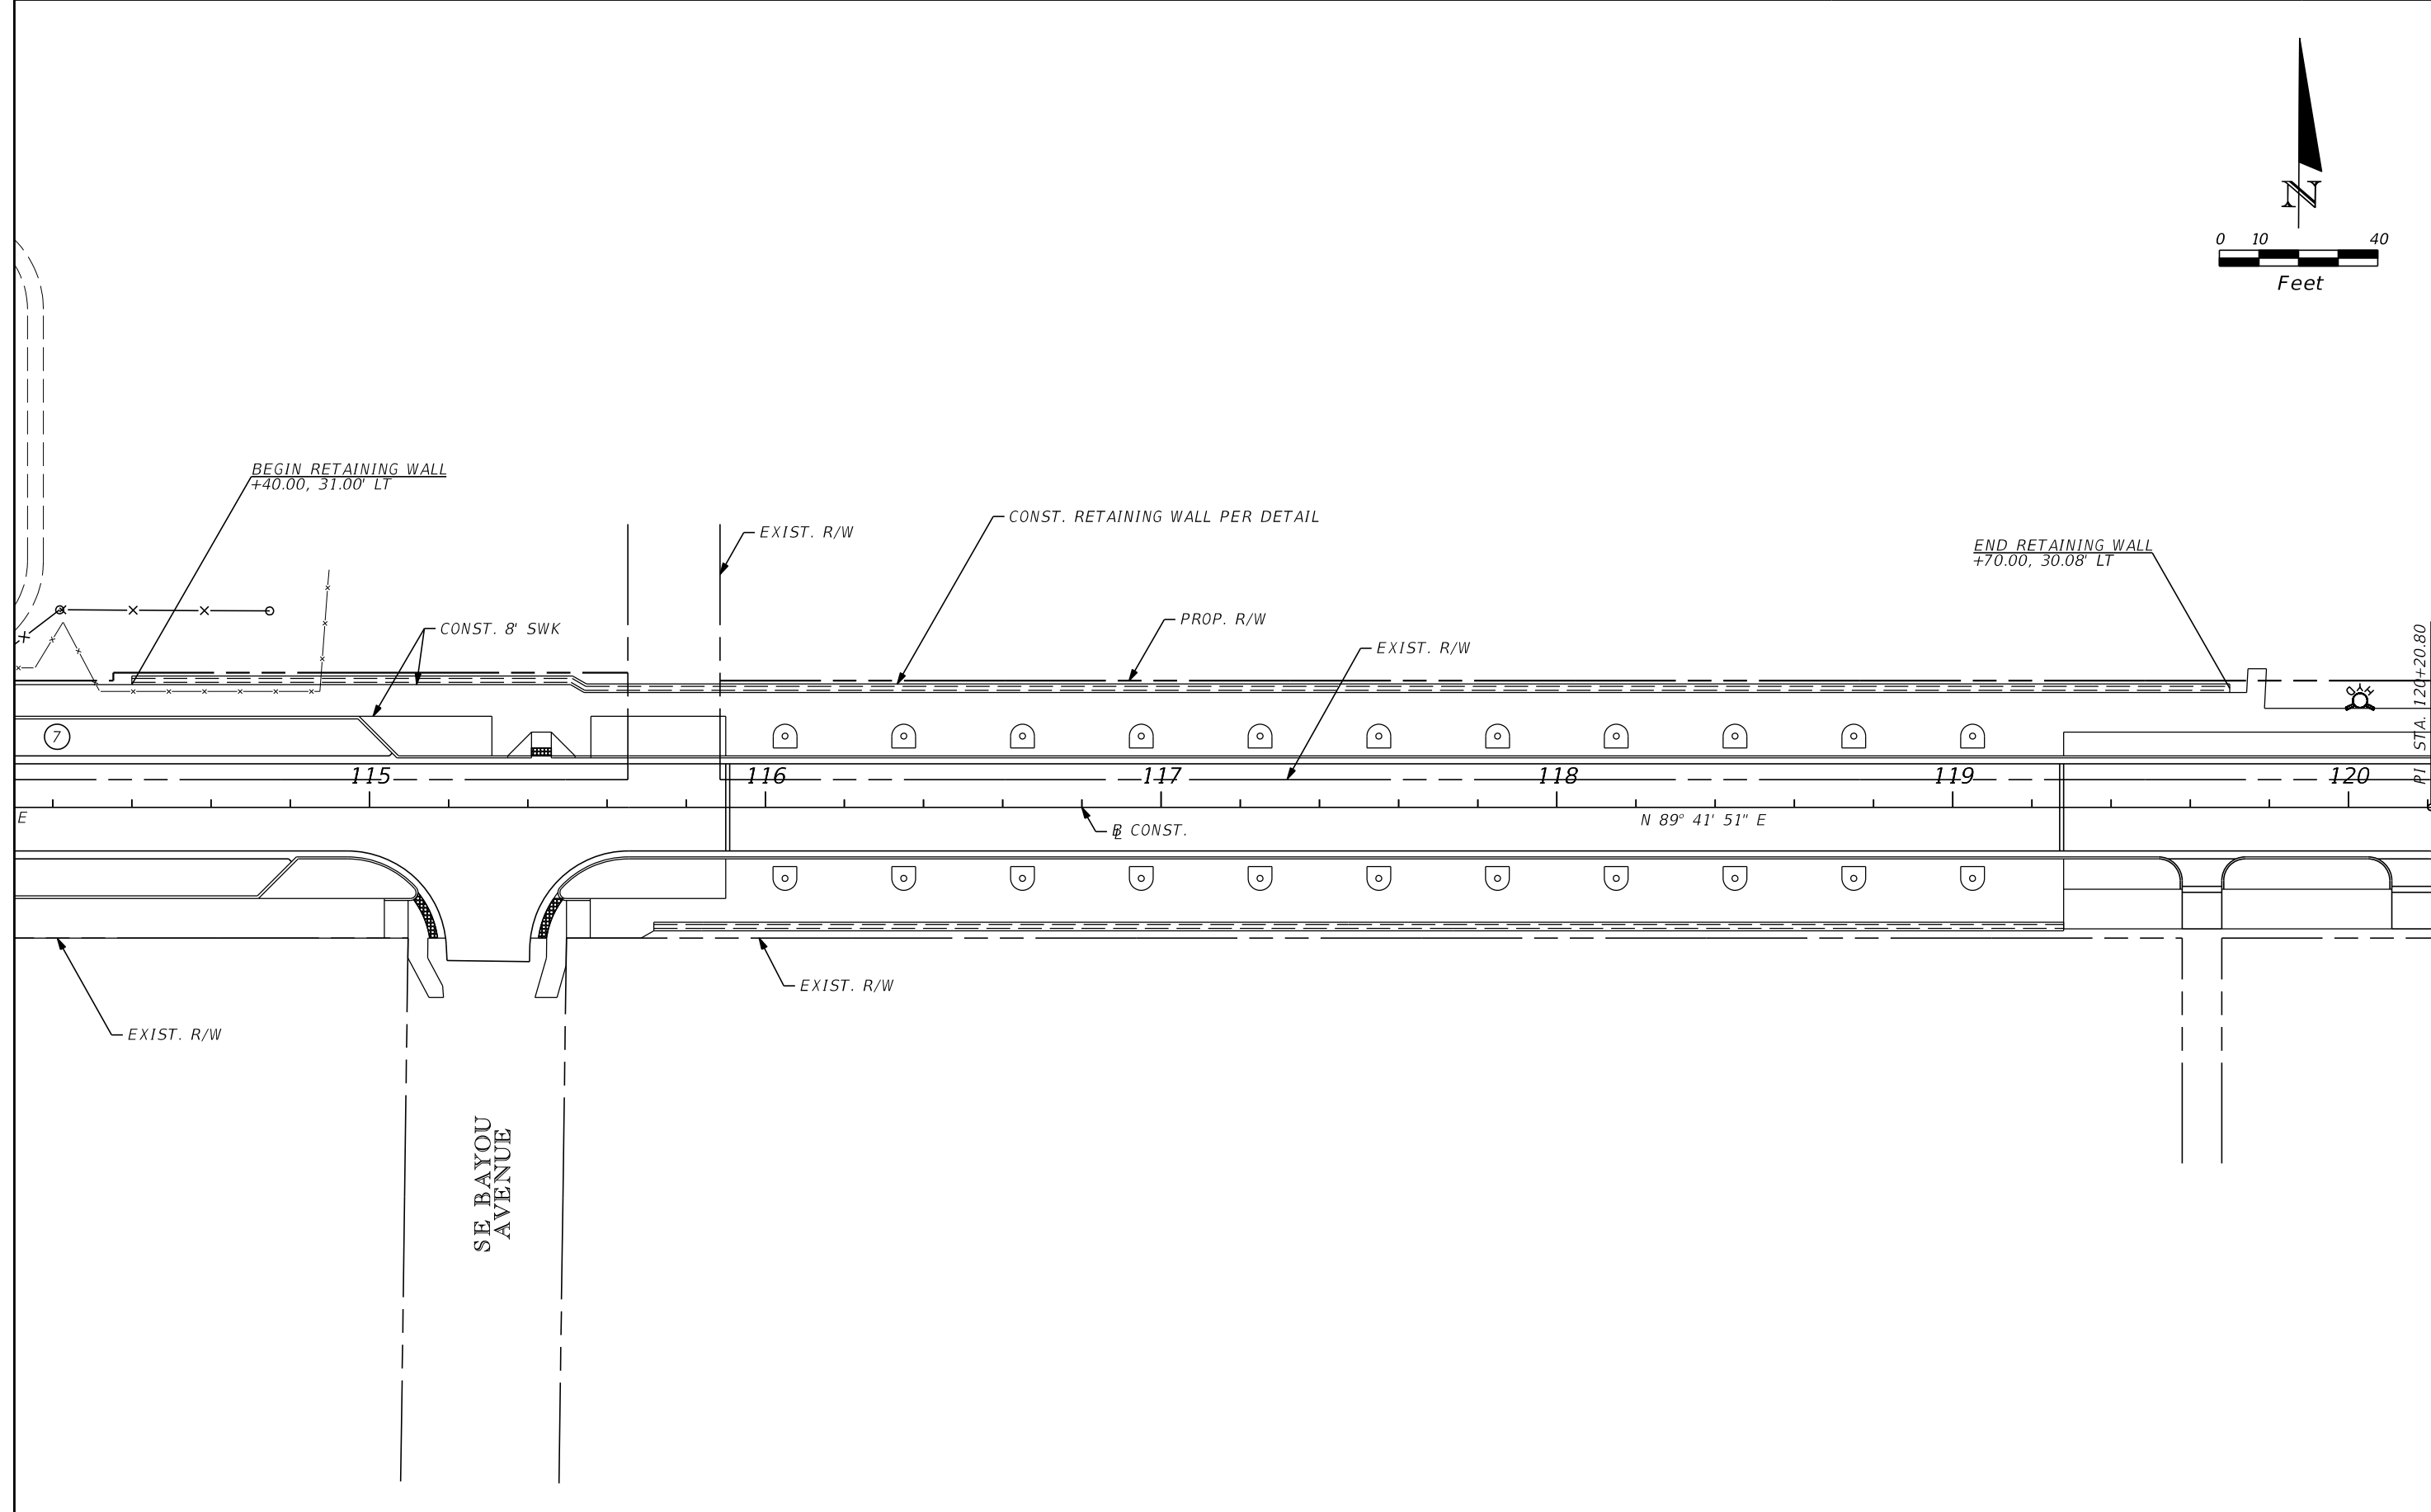 N
0 10 40
Feet
BEGIN RETAINING WALL
+40.00, 31.00' LT
CONST. RETAINING WALL PER DETAIL
EXIST. R/W
END RETAINING WALL
+70.00, 30.08' LT
PROP. R/W
CONST. 8' SWK
EXIST. R/W
PI STA. 120+20.80
7
115 116 117 118 119 120
E
BL CONST.
N 89° 41' 51" E
EXIST. R/W
EXIST. R/W
SE BAYOU
AVENUE
HYD